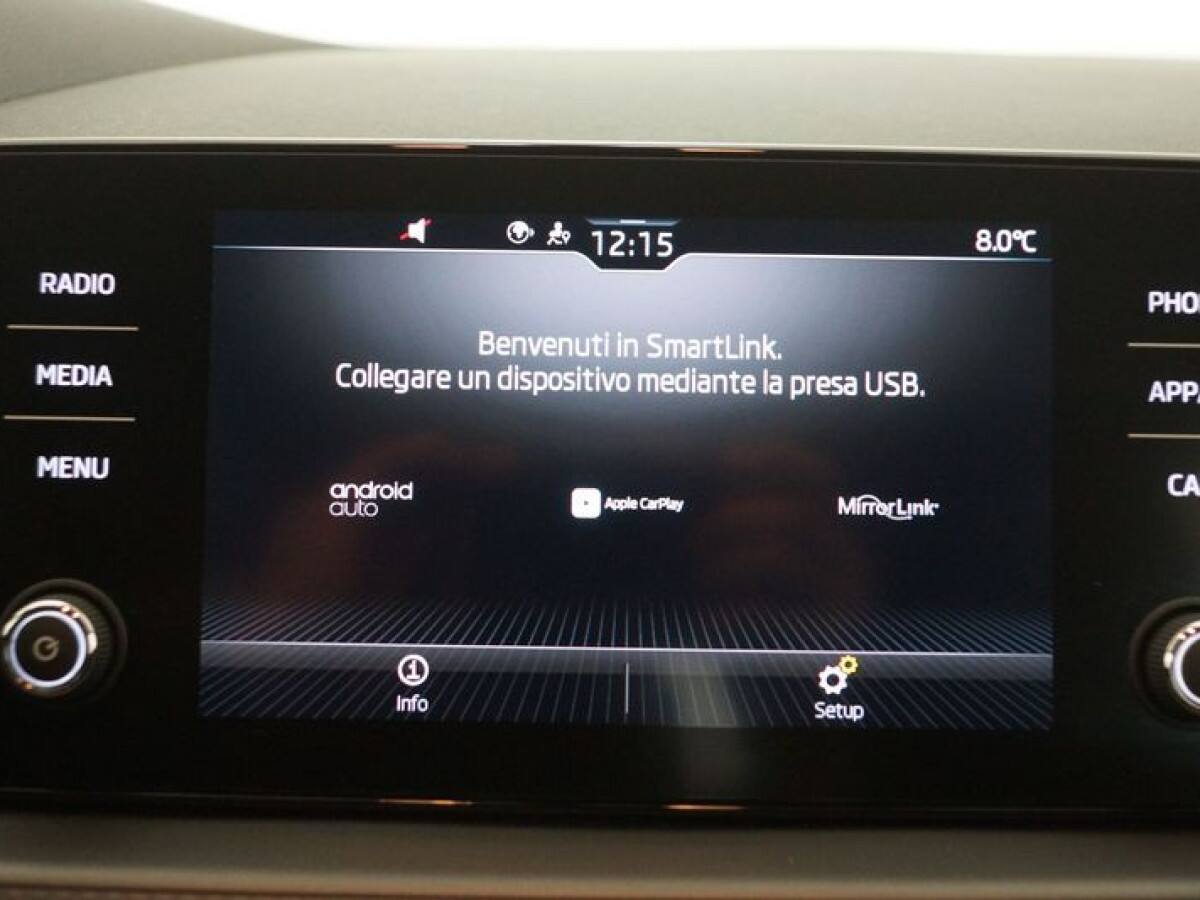 12:15
8.0°C
RADIO
MEDIA
MENU
Benvenuti in SmartLink.
Collegare un dispositivo mediante la presa USB.
android
auto
Apple CarPlay
MirrorLink
Info
Setup